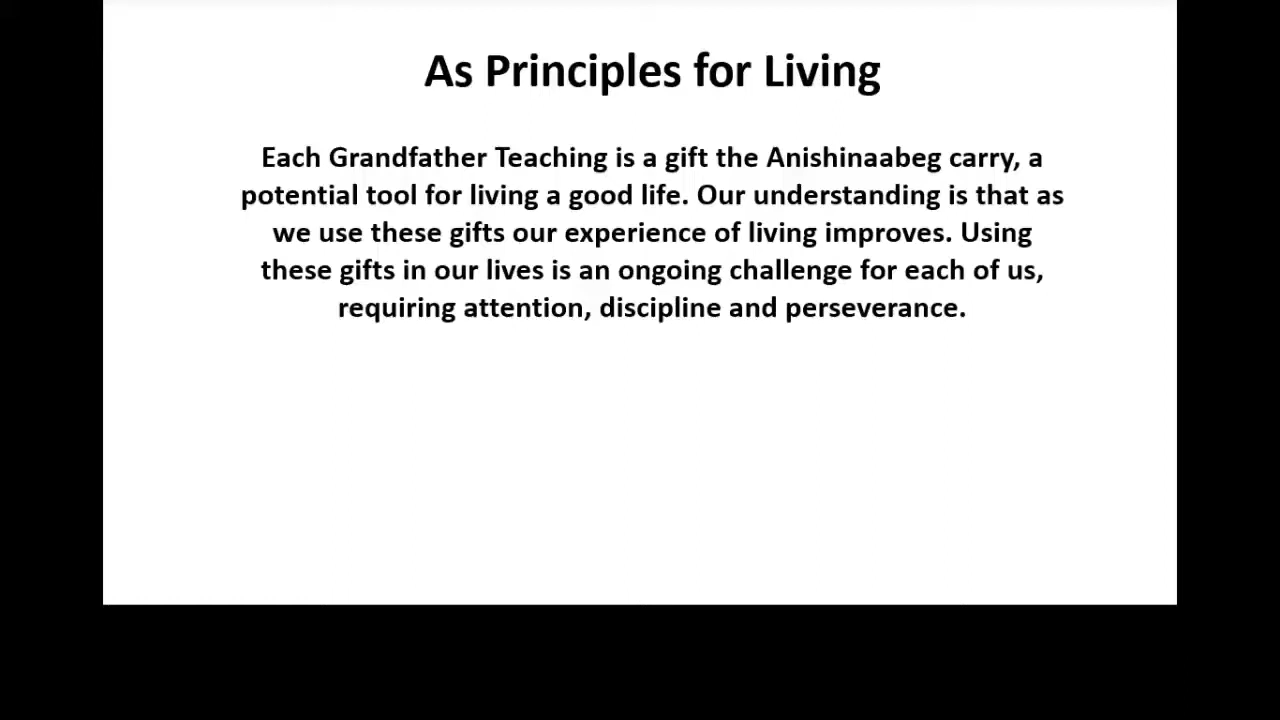 As Principles for Living
Each Grandfather Teaching is a gift the Anishinaabeg carry, a
potential tool for living a good life. Our understanding is that as
we use these gifts our experience of living improves. Using
these gifts in our lives is an ongoing challenge for each of us,
requiring attention, discipline and perseverance.